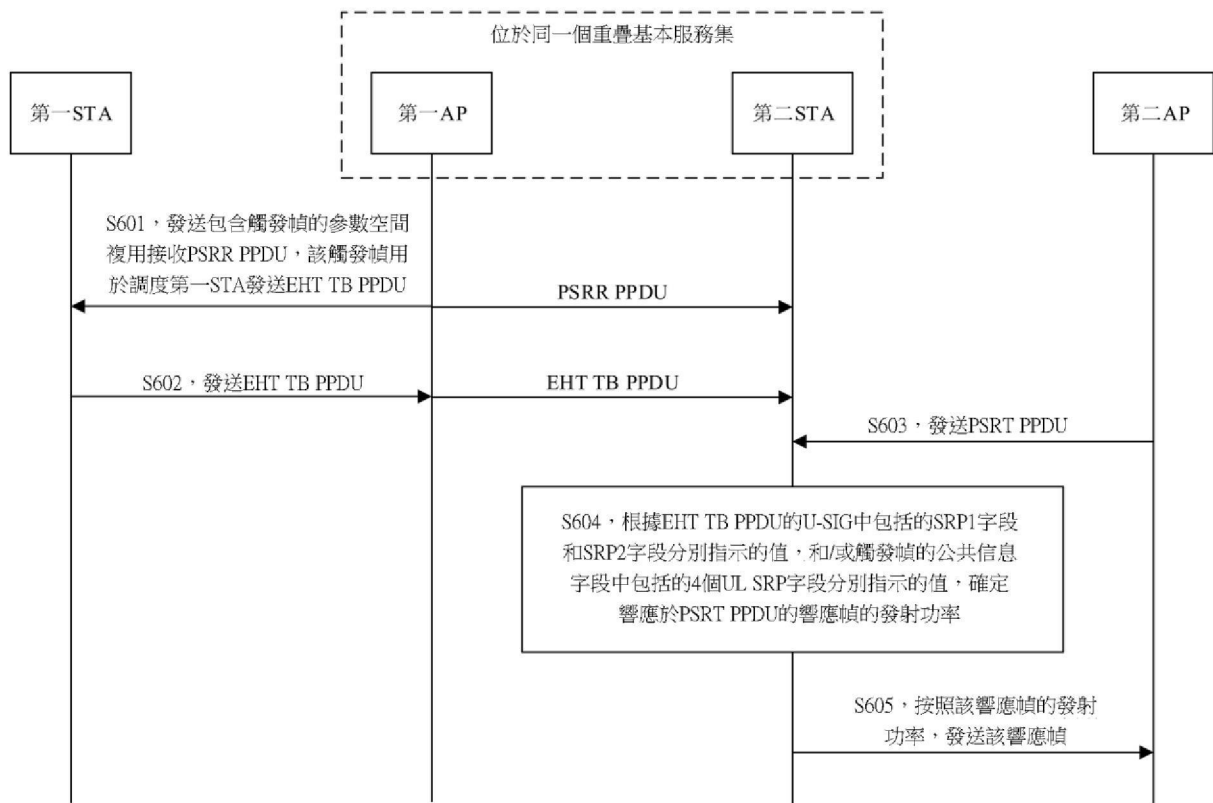 位於同一個重疊基本服務集
第一STA
第一AP
第二STA
第二AP
S601，發送包含觸發幀的參數空間
複用接收PSRR PPDU，該觸發幀用
於調度第一STA發送EHT TB PPDU
PSRR PPDU
S602，發送EHT TB PPDU
EHT TB PPDU
S603，發送PSRT PPDU
S604，根據EHT TB PPDU的U-SIG中包括的SRP1字段
和SRP2字段分別指示的值，和/或觸發幀的公共信息
字段中包括的4個UL SRP字段分別指示的值，確定
響應於PSRT PPDU的響應幀的發射功率
S605，按照該響應幀的發射
功率，發送該響應幀